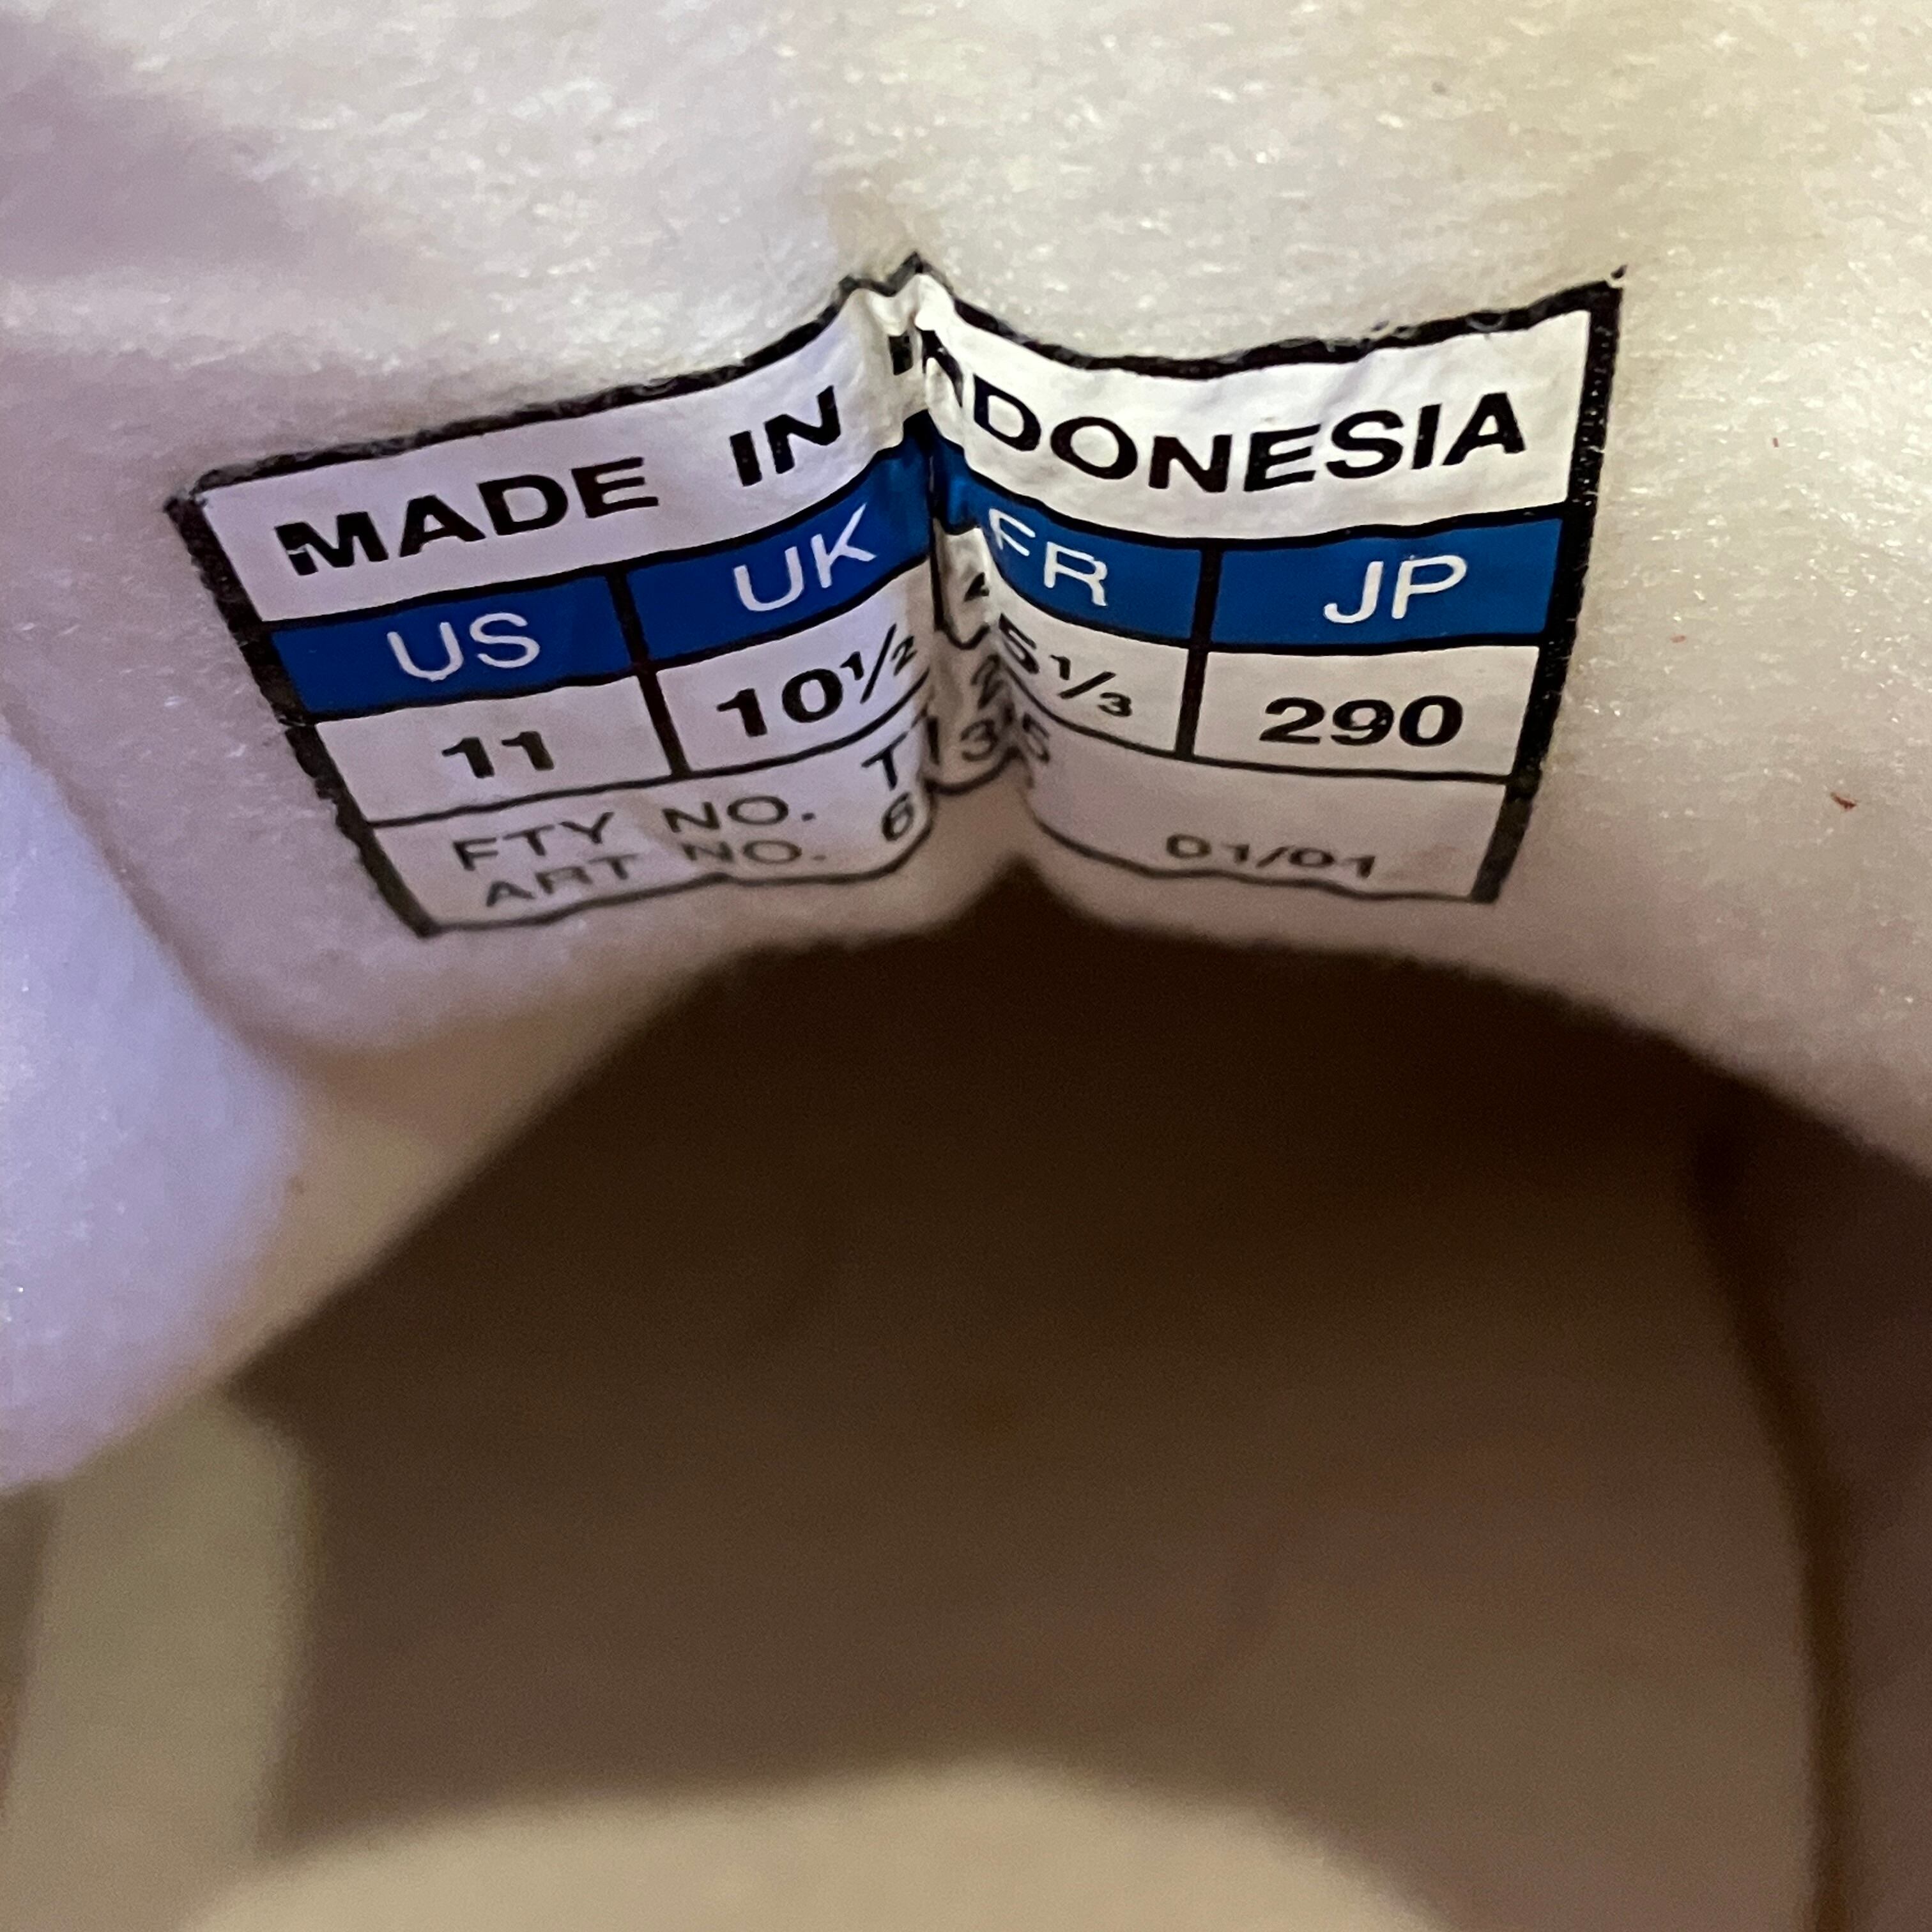 MADE IN INDONESIA
US UK FR JP
11 10½ 45⅓ 290
FTY NO.
ART NO. 01/01